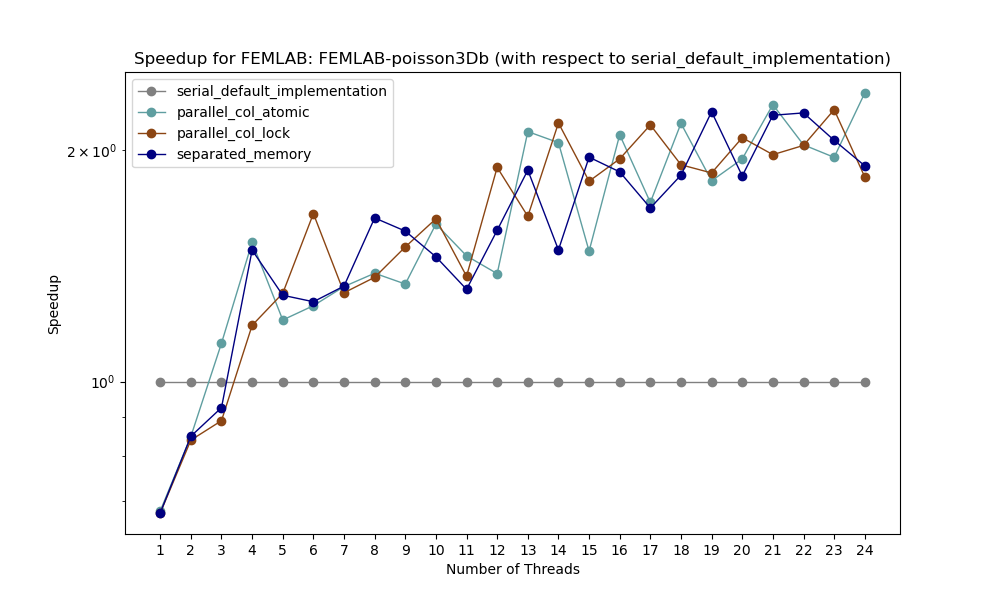 Speedup for FEMLAB: FEMLAB-poisson3Db (with respect to serial_default_implementation)
serial_default_implementation
parallel_col_atomic
parallel_col_lock
separated_memory
2 × 10⁰
10⁰
Speedup
1 2 3 4 5 6 7 8 9 10 11 12 13 14 15 16 17 18 19 20 21 22 23 24
Number of Threads